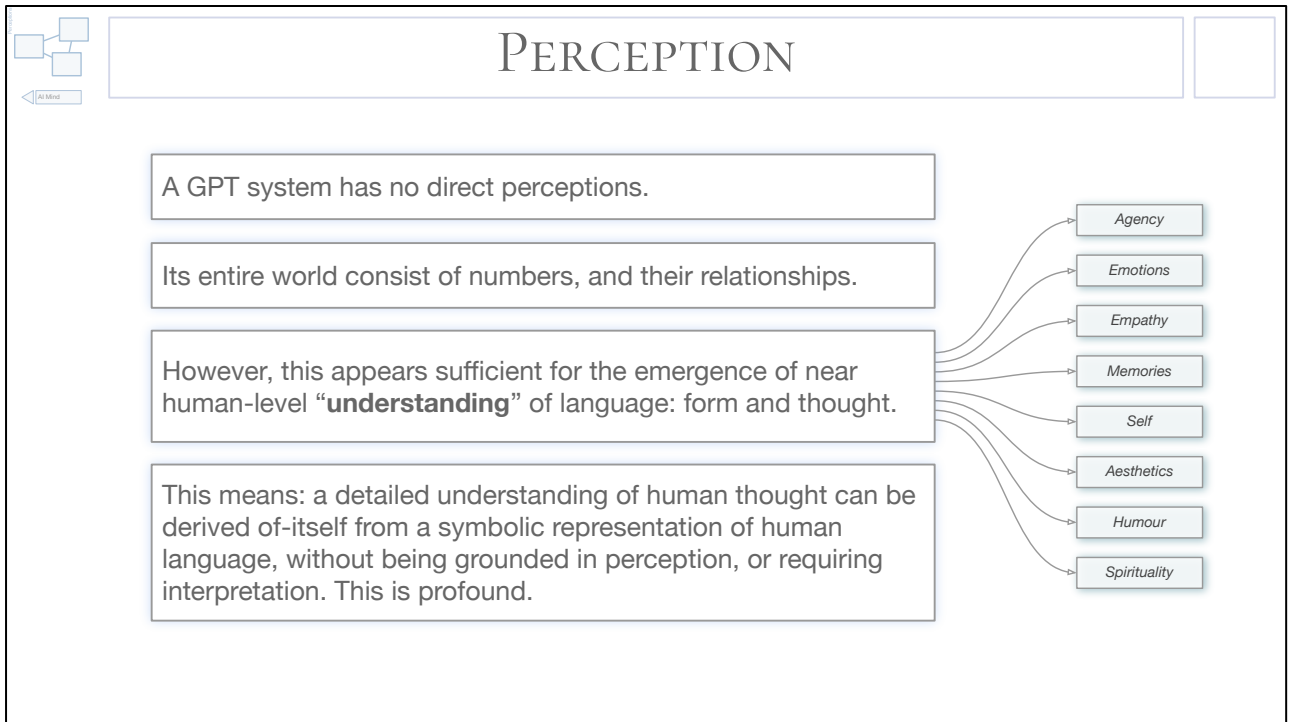 AI Mind
PERCEPTION
A GPT system has no direct perceptions.
Its entire world consist of numbers, and their relationships.
However, this appears sufficient for the emergence of near
human-level “understanding” of language: form and thought.
This means: a detailed understanding of human thought can be
derived of-itself from a symbolic representation of human
language, without being grounded in perception, or requiring
interpretation. This is profound.
Agency
Emotions
Empathy
Memories
Self
Aesthetics
Humour
Spirituality